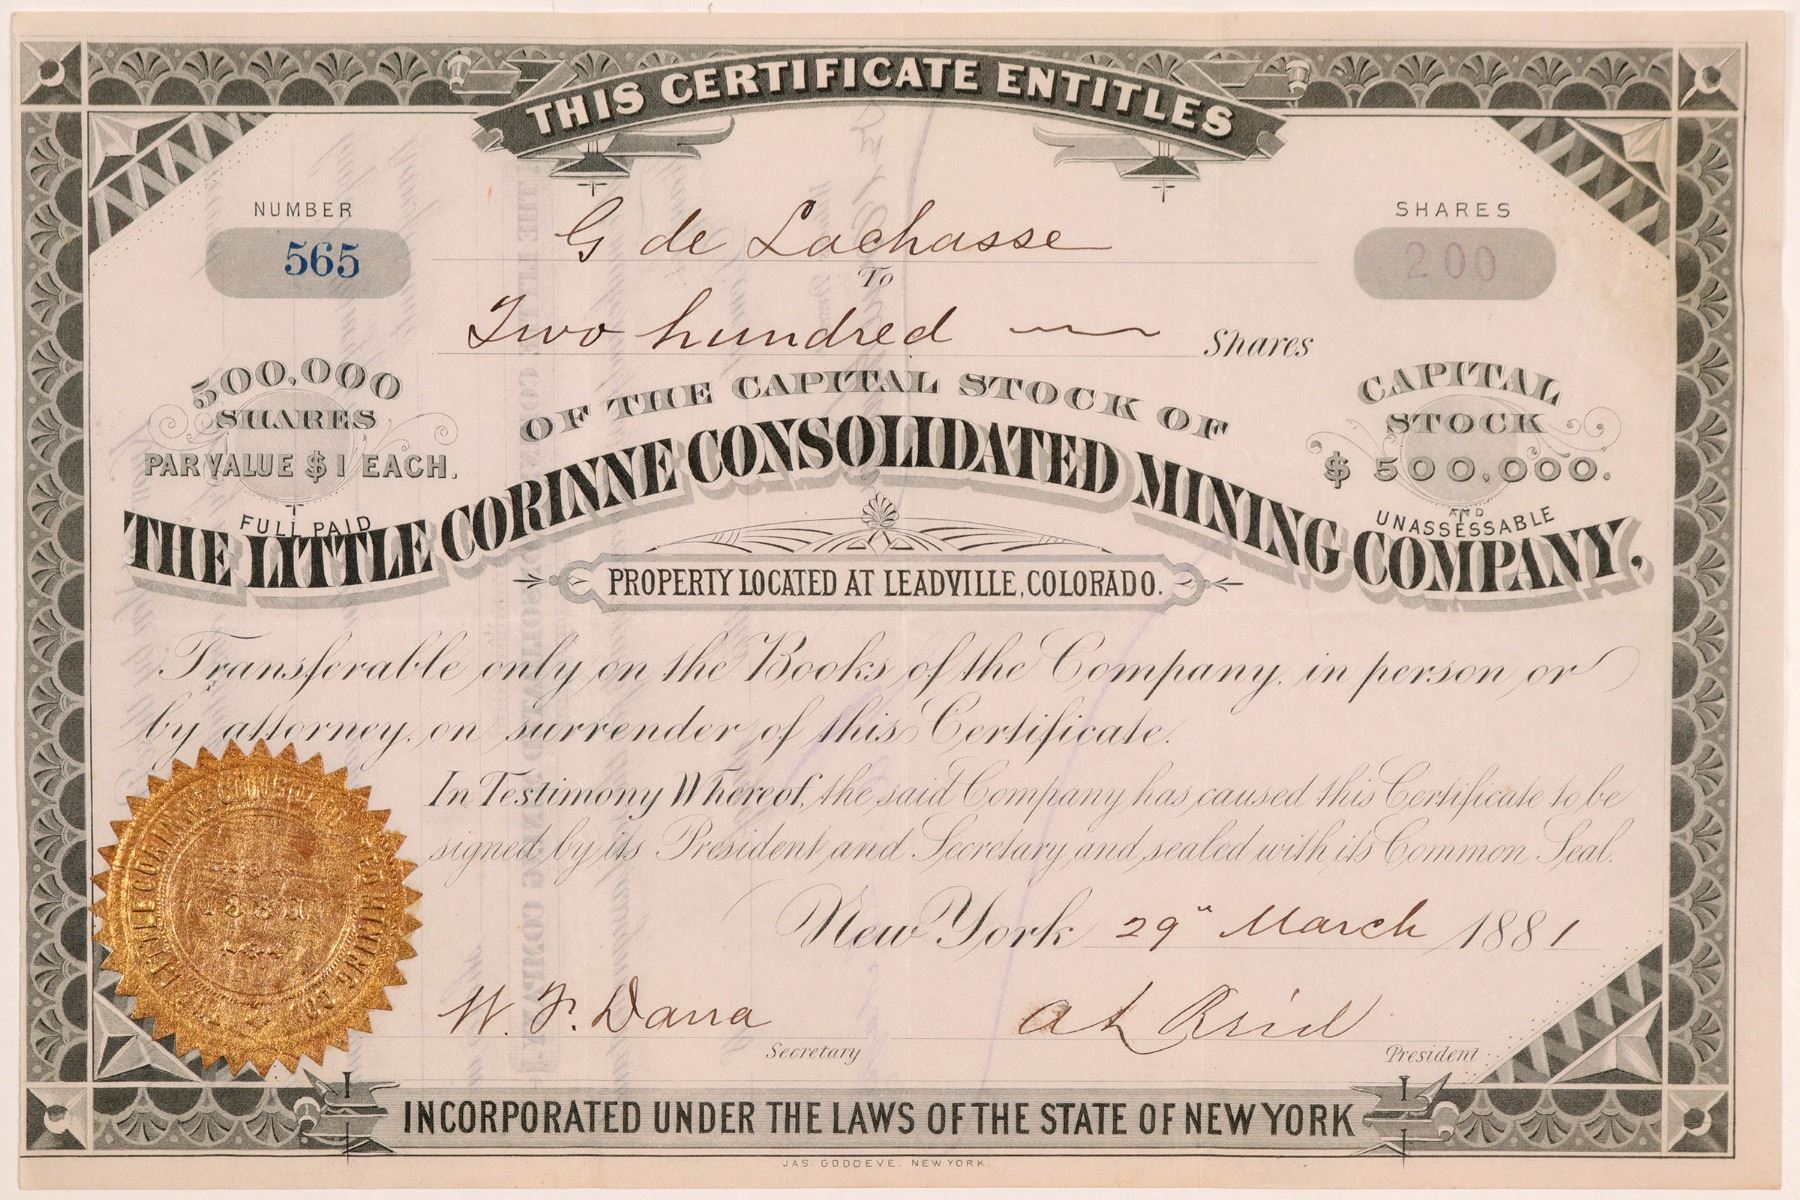 THIS CERTIFICATE ENTITLES
NUMBER
565
SHARES
200
G de Lachasse
To
Two hundred Shares
500,000
SHARES
PAR VALUE $1 EACH.
FULL PAID
CAPITAL
STOCK
$500,000.
AND
UNASSESSABLE
OF THE CAPITAL STOCK OF
THE LITTLE CORINNE CONSOLIDATED MINING COMPANY,
PROPERTY LOCATED AT LEADVILLE, COLORADO.
Transferable only on the Books of the Company, in person or
by attorney, on surrender of this Certificate.
In Testimony Whereof, the said Company has caused this Certificate to be
signed by its President and Secretary and sealed with its Common Seal.
New York 29" March 1881
W. F. Dana
Secretary
A L Reid
President
INCORPORATED UNDER THE LAWS OF THE STATE OF NEW YORK
JAS. GOODEVE. NEW YORK.